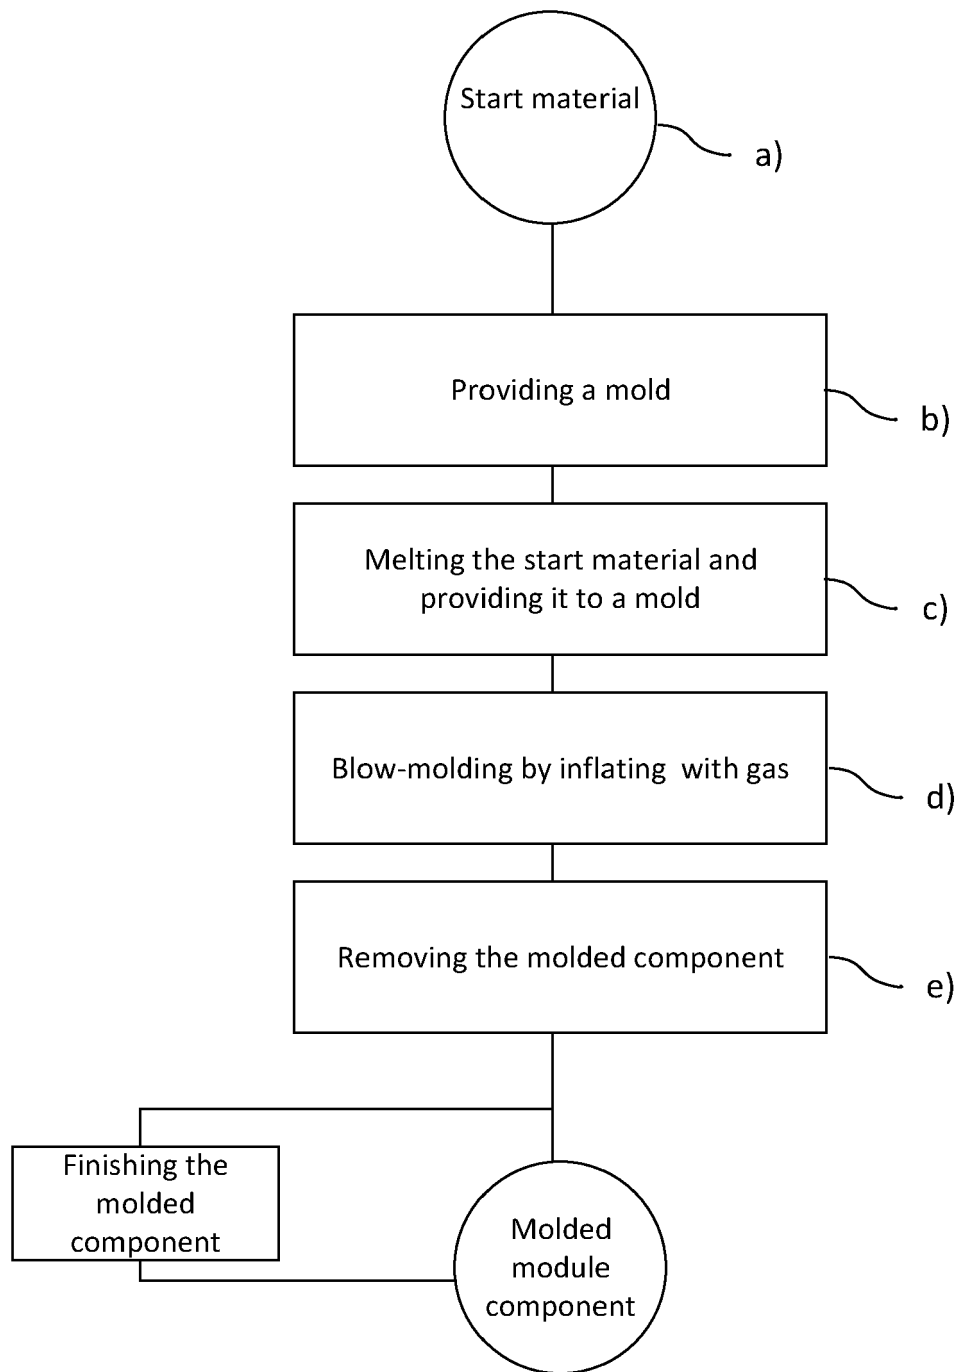 Start material
a)
Providing a mold
b)
Melting the start material and
providing it to a mold
c)
Blow-molding by inflating  with gas
d)
Removing the molded component
e)
Finishing the
molded
component
Molded
module
component